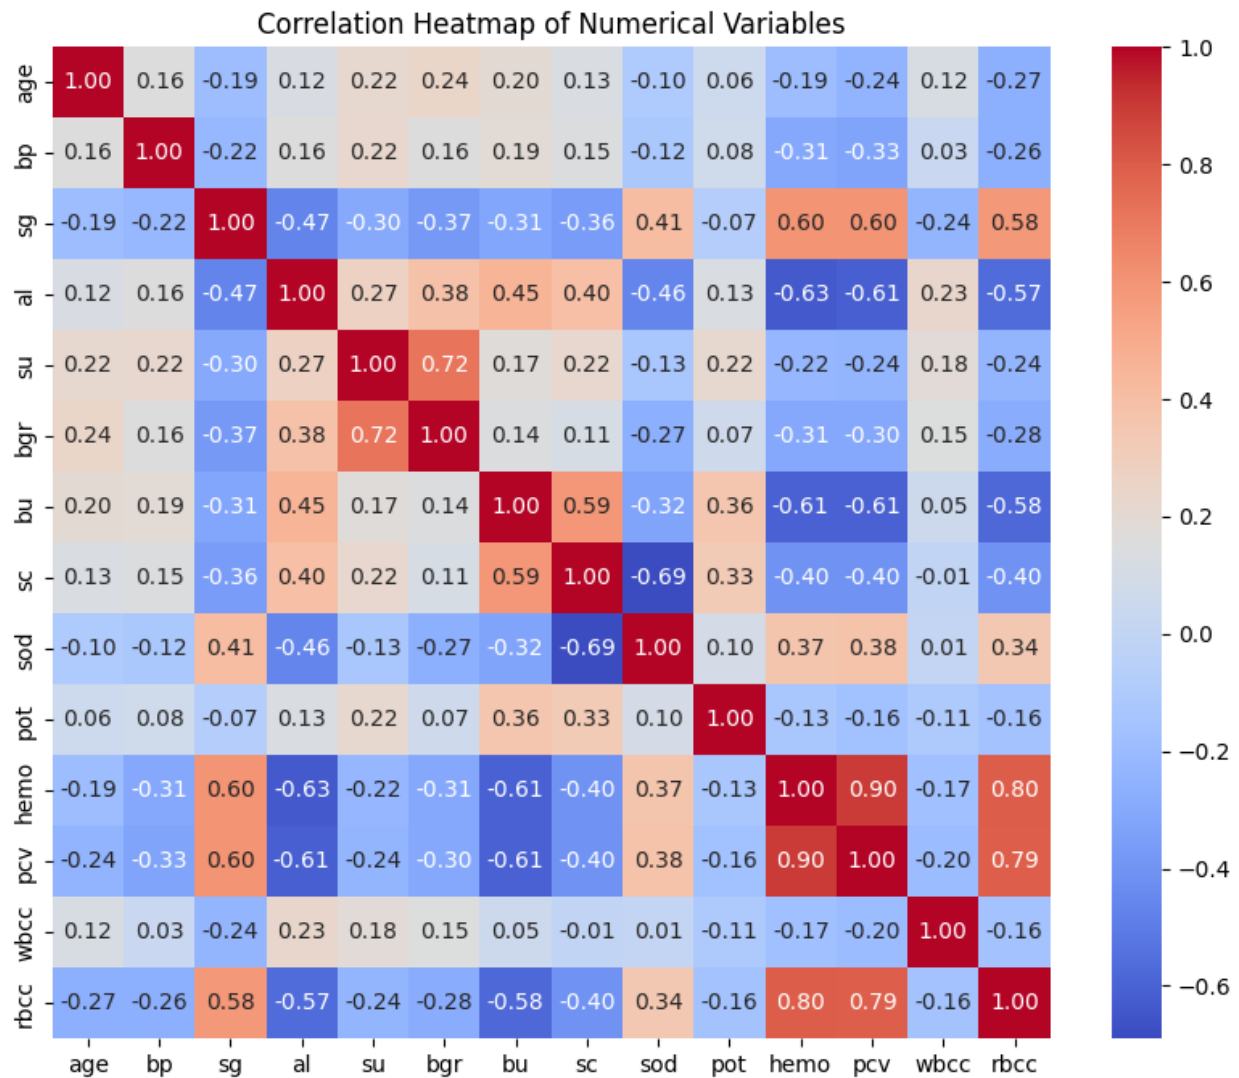 Correlation Heatmap of Numerical Variables
age 1.00 0.16 -0.19 0.12 0.22 0.24 0.20 0.13 -0.10 0.06 -0.19 -0.24 0.12 -0.27
bp 0.16 1.00 -0.22 0.16 0.22 0.16 0.19 0.15 -0.12 0.08 -0.31 -0.33 0.03 -0.26
sg -0.19 -0.22 1.00 -0.47 -0.30 -0.37 -0.31 -0.36 0.41 -0.07 0.60 0.60 -0.24 0.58
al 0.12 0.16 -0.47 1.00 0.27 0.38 0.45 0.40 -0.46 0.13 -0.63 -0.61 0.23 -0.57
su 0.22 0.22 -0.30 0.27 1.00 0.72 0.17 0.22 -0.13 0.22 -0.22 -0.24 0.18 -0.24
bgr 0.24 0.16 -0.37 0.38 0.72 1.00 0.14 0.11 -0.27 0.07 -0.31 -0.30 0.15 -0.28
bu 0.20 0.19 -0.31 0.45 0.17 0.14 1.00 0.59 -0.32 0.36 -0.61 -0.61 0.05 -0.58
sc 0.13 0.15 -0.36 0.40 0.22 0.11 0.59 1.00 -0.69 0.33 -0.40 -0.40 -0.01 -0.40
sod -0.10 -0.12 0.41 -0.46 -0.13 -0.27 -0.32 -0.69 1.00 0.10 0.37 0.38 0.01 0.34
pot 0.06 0.08 -0.07 0.13 0.22 0.07 0.36 0.33 0.10 1.00 -0.13 -0.16 -0.11 -0.16
hemo -0.19 -0.31 0.60 -0.63 -0.22 -0.31 -0.61 -0.40 0.37 -0.13 1.00 0.90 -0.17 0.80
pcv -0.24 -0.33 0.60 -0.61 -0.24 -0.30 -0.61 -0.40 0.38 -0.16 0.90 1.00 -0.20 0.79
wbcc 0.12 0.03 -0.24 0.23 0.18 0.15 0.05 -0.01 0.01 -0.11 -0.17 -0.20 1.00 -0.16
rbcc -0.27 -0.26 0.58 -0.57 -0.24 -0.28 -0.58 -0.40 0.34 -0.16 0.80 0.79 -0.16 1.00
age bp sg al su bgr bu sc sod pot hemo pcv wbcc rbcc
1.0
0.8
0.6
0.4
0.2
0.0
−0.2
−0.4
−0.6